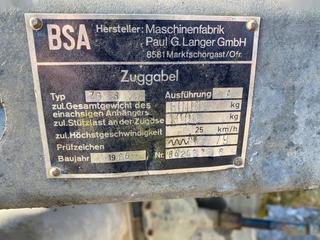 BSA Hersteller: Maschinenfabrik
Paul G. Langer GmbH
8581 Marktschorgast/Ofr.
Zuggabel
Typ Ausführung A
zul. Gesamtgewicht des
einachsigen Anhängers kg
zul. Stützlast an der Zugöse kg
zul. Höchstgeschwindigkeit 25 km/h
Prüfzeichen
Baujahr 19 Nr.